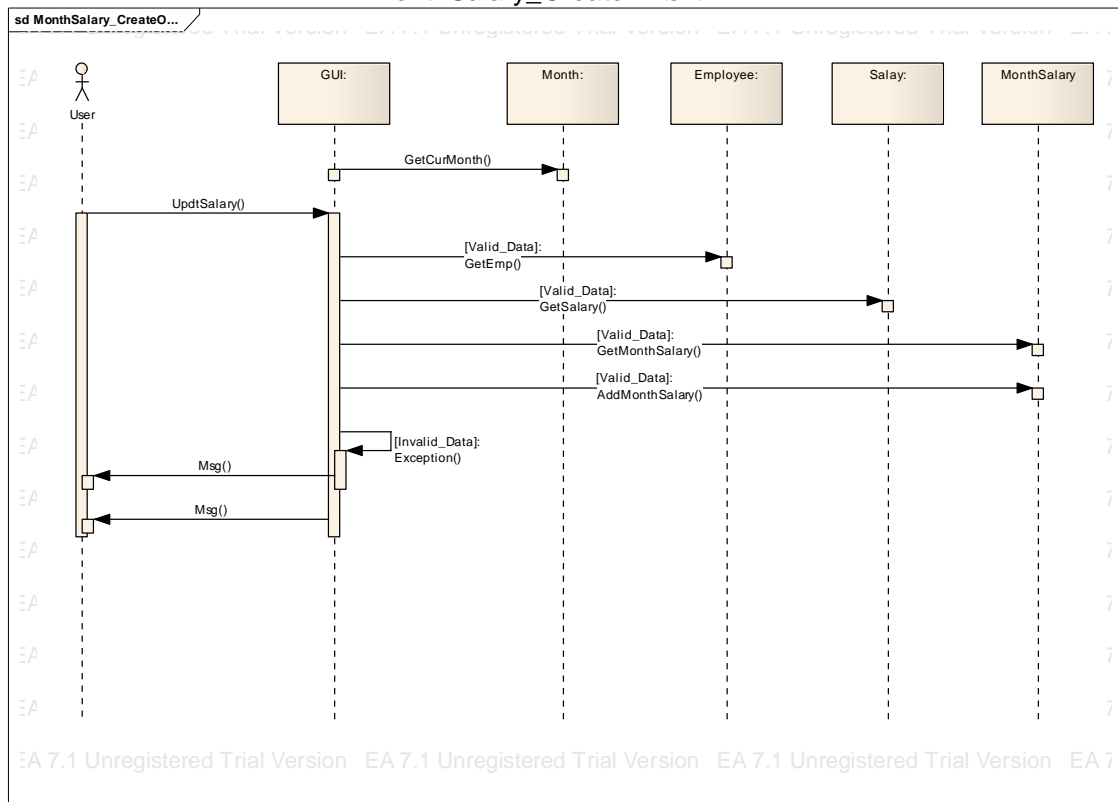 sd MonthSalary_CreateO...
User
GUI:
Month:
Employee:
Salay:
MonthSalary
GetCurMonth()
UpdtSalary()
[Valid_Data]:
GetEmp()
[Valid_Data]:
GetSalary()
[Valid_Data]:
GetMonthSalary()
[Valid_Data]:
AddMonthSalary()
[Invalid_Data]:
Exception()
Msg()
Msg()
EA 7.1 Unregistered Trial Version EA 7.1 Unregistered Trial Version EA 7.1 Unregistered Trial Version EA 7